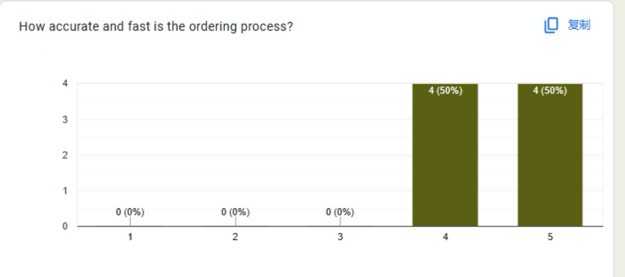 How accurate and fast is the ordering process?
复制
4
3
2
1
0
0 (0%) 0 (0%) 0 (0%) 4 (50%) 4 (50%)
1 2 3 4 5